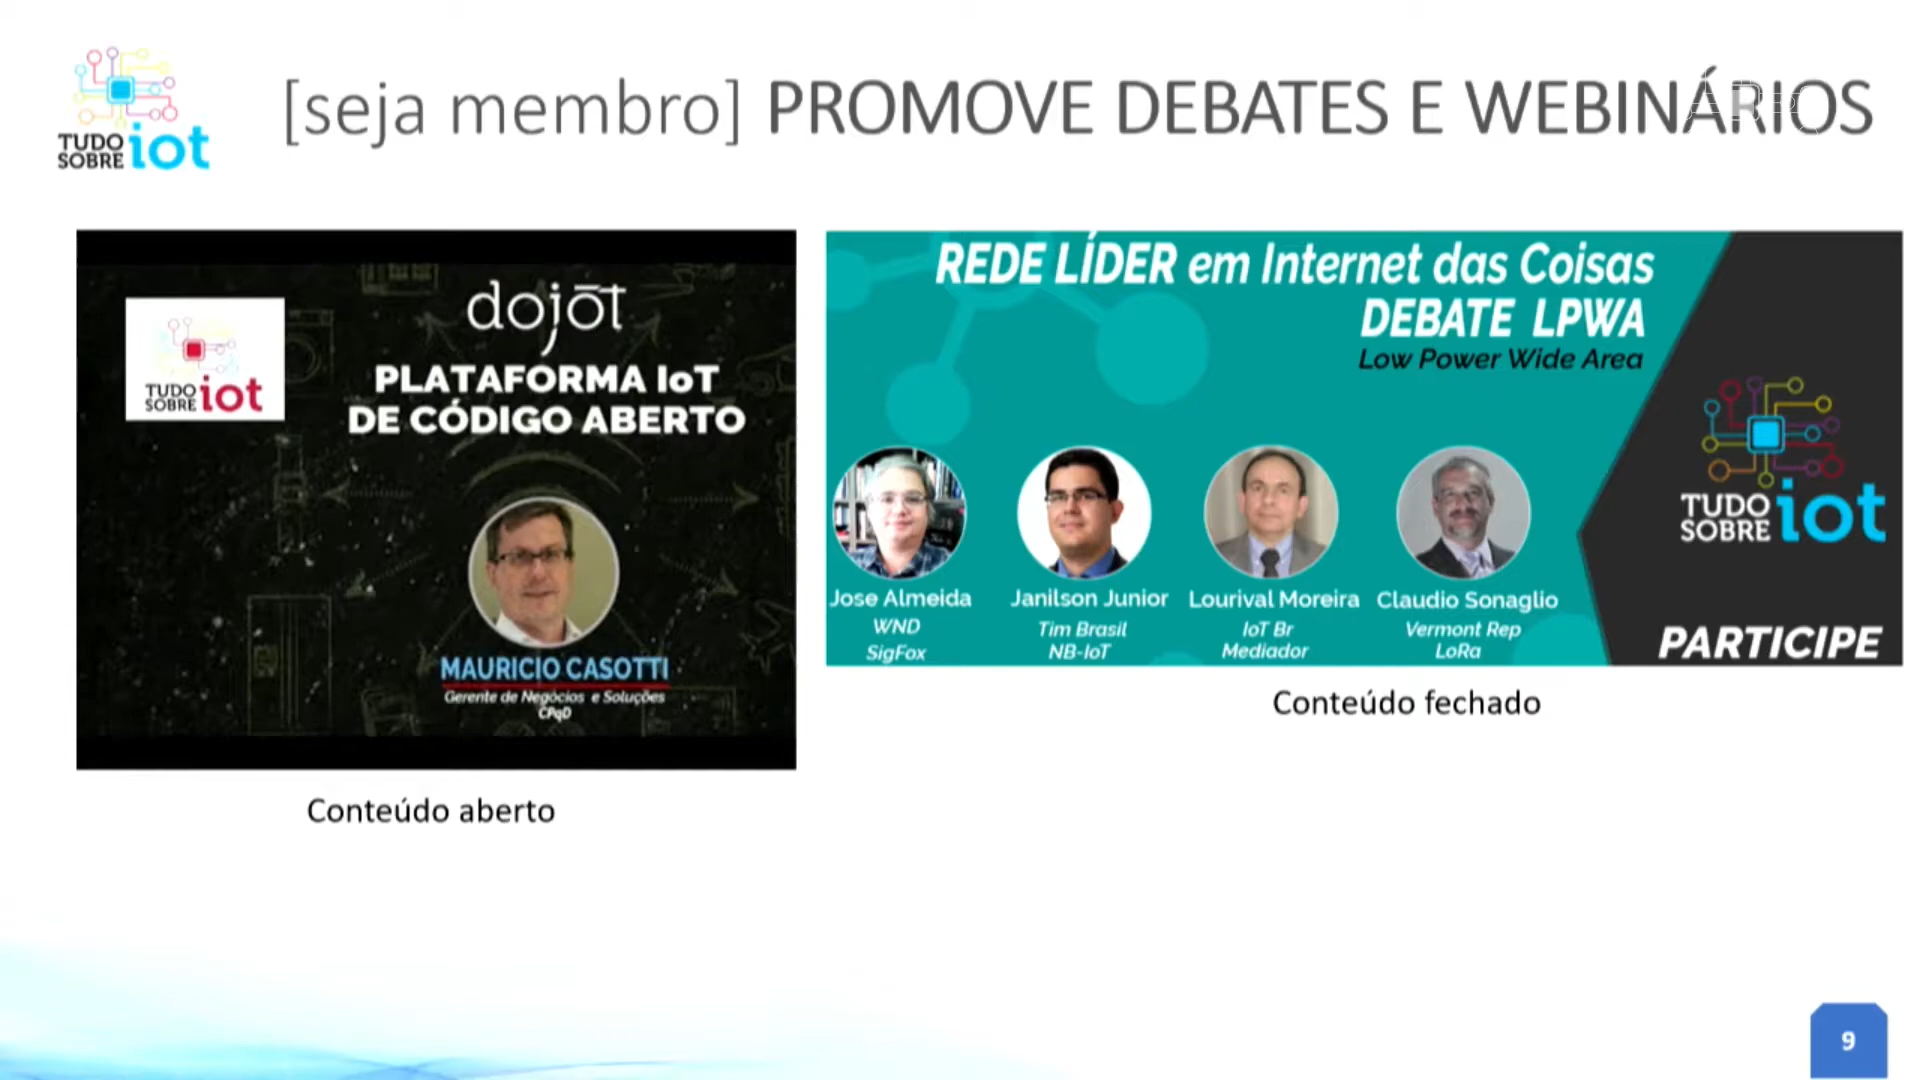 TUDO
SOBRE iot
[seja membro] PROMOVE DEBATES E WEBINÁRIOS
TUDO
SOBRE iot
dojōt
PLATAFORMA IoT
DE CÓDIGO ABERTO
MAURICIO CASOTTI
Gerente de Negócios e Soluções
CPqD
Conteúdo aberto
REDE LÍDER em Internet das Coisas
DEBATE LPWA
Low Power Wide Area
Jose Almeida
WND
SigFox
Janilson Junior
Tim Brasil
NB-IoT
Lourival Moreira
IoT Br
Mediador
Claudio Sonaglio
Vermont Rep
LoRa
TUDO
SOBRE iot
PARTICIPE
Conteúdo fechado
9